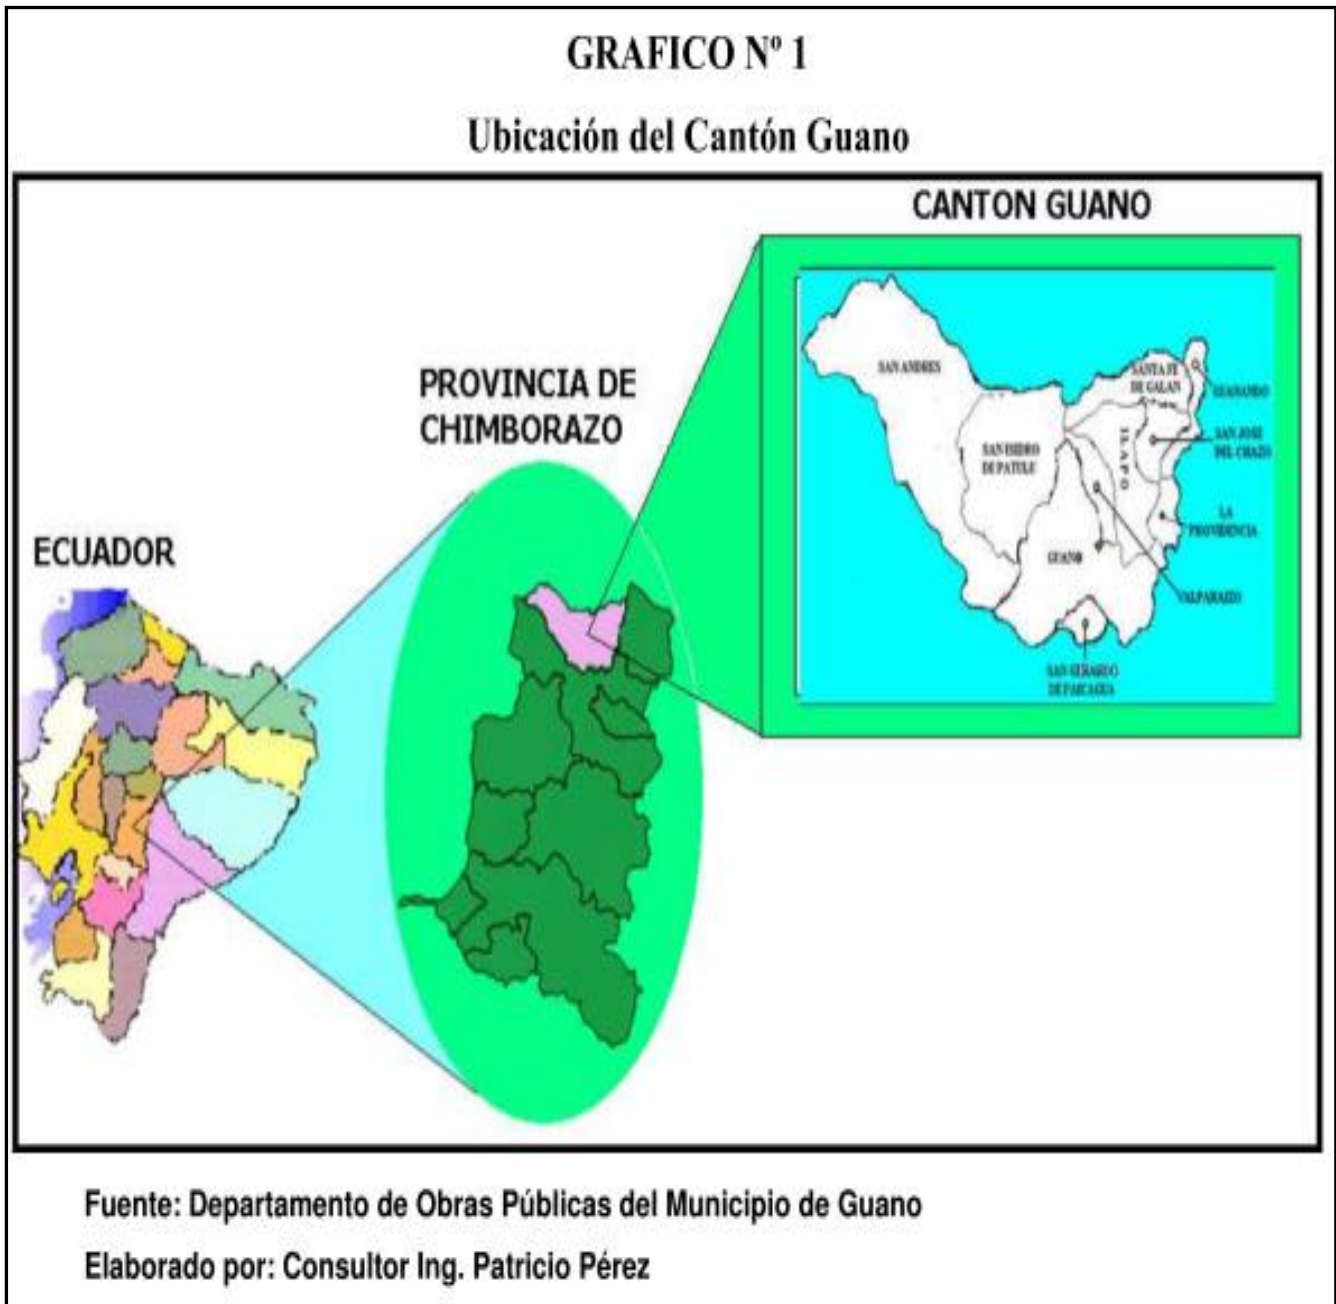 GRAFICO Nº 1
Ubicación del Cantón Guano
CANTON GUANO
PROVINCIA DE
CHIMBORAZO
ECUADOR
SAN ANDRES
SANTA FE
DE GALAN
GUANANDO
SAN JOSE
DEL CHAZO
ILAPO
SAN ISIDRO
DE PATULU
LA
PROVIDENCIA
GUANO
VALPARAIZO
SAN GERARDO
DE PAICAGUA
Fuente: Departamento de Obras Públicas del Municipio de Guano
Elaborado por: Consultor Ing. Patricio Pérez